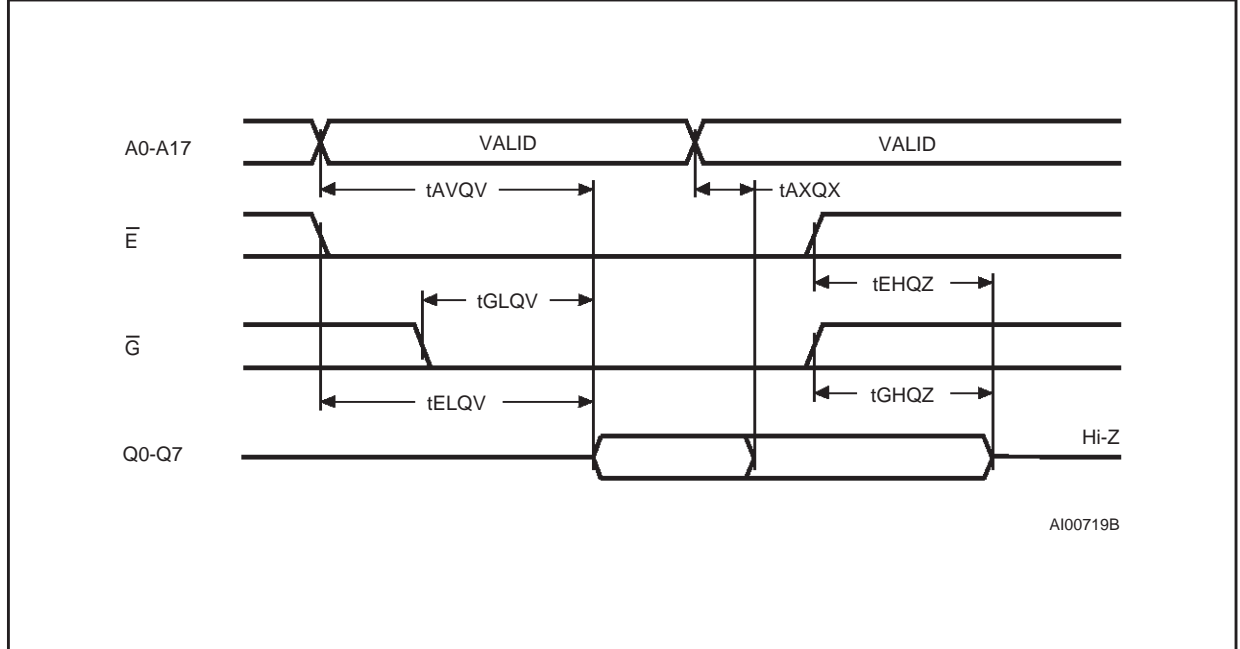 A0-A17
VALID
VALID
tAVQV
tAXQX
E̅
tEHQZ
tGLQV
G̅
tGHQZ
tELQV
Q0-Q7
Hi-Z
AI00719B